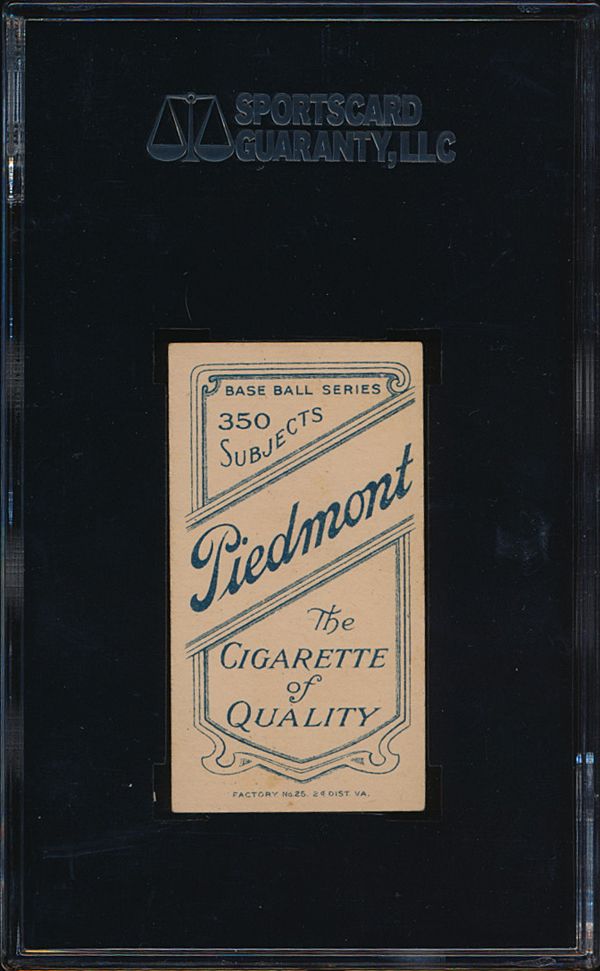 SPORTSCARD
GUARANTY, LLC
BASE BALL SERIES
350
SUBJECTS
Piedmont
The
CIGARETTE
of
QUALITY
FACTORY No. 25. 2d DIST. VA.